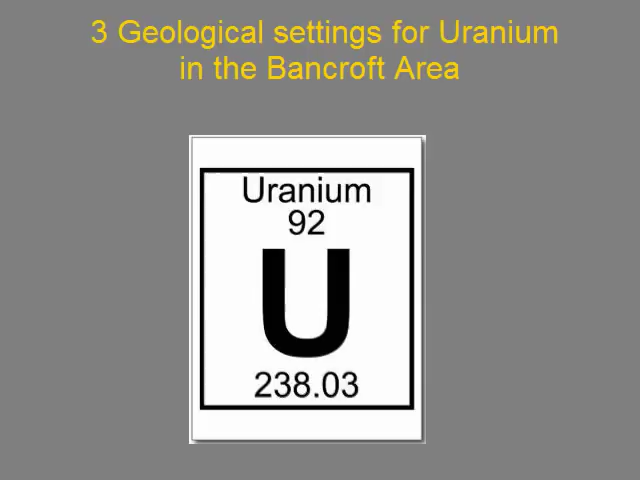 3 Geological settings for Uranium
in the Bancroft Area
Uranium
92
U
238.03